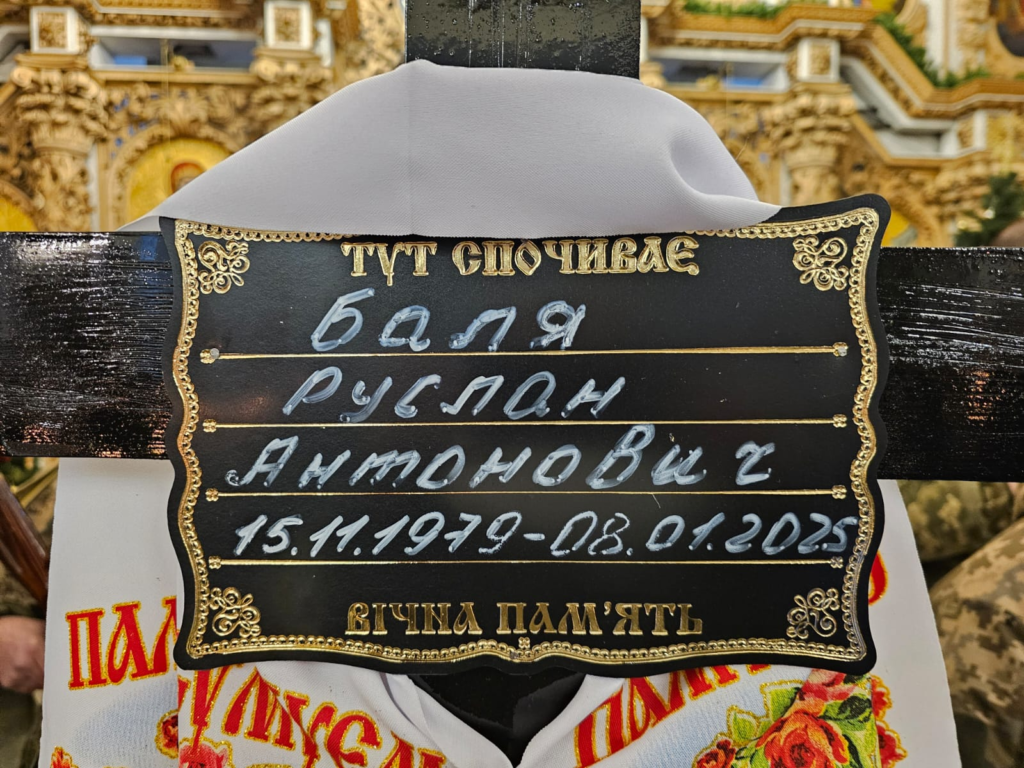 ТУТ СПОЧИВАЄ
Баля
Руслан
Антонович
15.11.1979-08.01.2025
ВІЧНА ПАМ'ЯТЬ